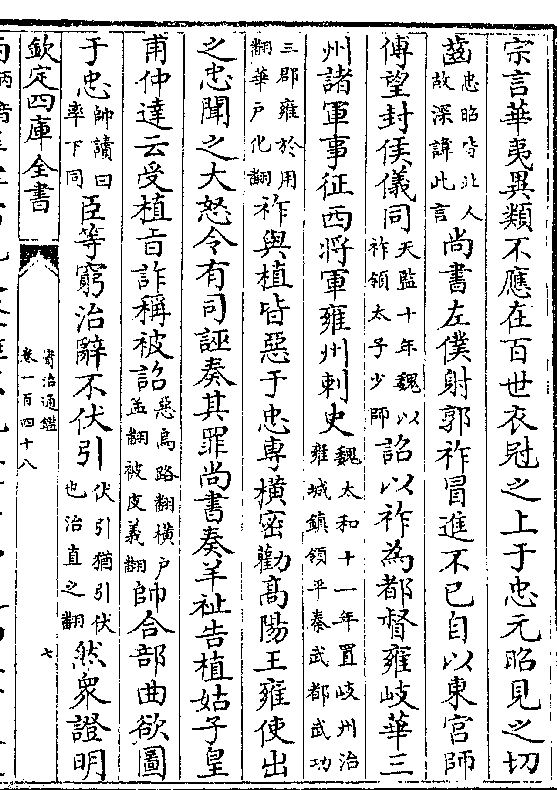 宗言華夷異類不應在百世衣冠之上于忠元昭見之切
齒忠昭皆北人故深諱此言尚書左僕射郭祚冒進不已自以東宮師
傅望封侯儀同天監十年魏以祚領太子少師詔以祚為都督雍岐華三
州諸軍事征西將軍雍州刺史魏太和十一年置岐州治雍城鎮領平秦武都武功
三郡雍於用翻華戶化翻祚與植皆惡于忠專橫密勸高陽王雍使出
之忠聞之大怒令有司誣奏其罪尚書奏羊祉告植姑子皇
甫仲達云受植旨詐稱被詔惡烏路翻橫戶孟翻被皮義翻帥合部曲欲圖
于忠帥讀曰率下同臣等窮治辭不伏引伏引猶引伏也治直之翻然衆證明
欽定四庫全書
資治通鑑
卷一百四十八
七